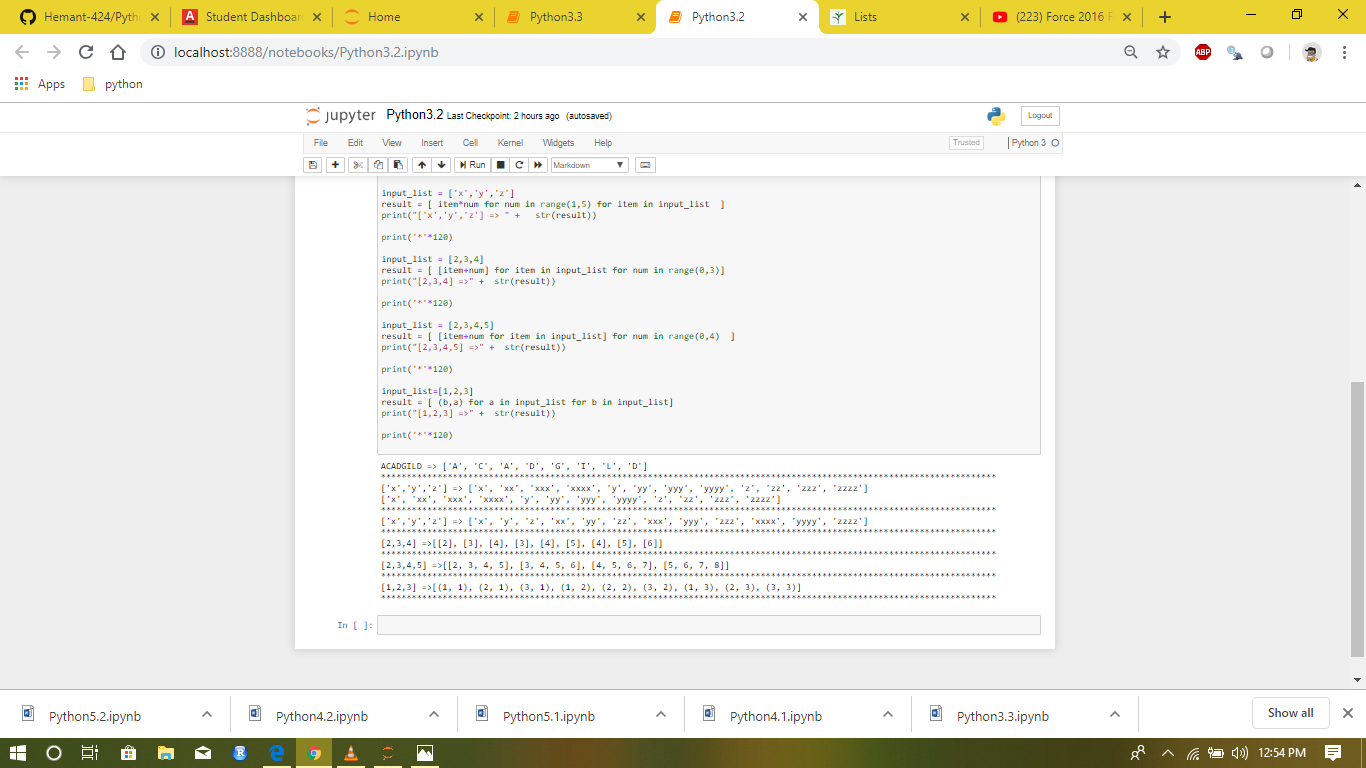 Hemant-424/Pyth
Student Dashboar
Home
Python3.3
Python3.2
Lists
(223) Force 2016 F
localhost:8888/notebooks/Python3.2.ipynb
ABP
Apps
python
jupyter Python3.2 Last Checkpoint: 2 hours ago (autosaved)
Logout
File Edit View Insert Cell Kernel Widgets Help
Trusted
Python 3
Run
Markdown
input_list = ['x','y','z']
result = [ item*num for num in range(1,5) for item in input_list  ]
print("['x','y','z'] => " +   str(result))
print('*'*120)
input_list = [2,3,4]
result = [ [item+num] for item in input_list for num in range(0,3)]
print("[2,3,4] =>" +  str(result))
print('*'*120)
input_list = [2,3,4,5]
result = [ [item+num for item in input_list] for num in range(0,4)  ]
print("[2,3,4,5] =>" +  str(result))
print('*'*120)
input_list=[1,2,3]
result = [ (b,a) for a in input_list for b in input_list]
print("[1,2,3] =>" +  str(result))
print('*'*120)
ACADGILD => ['A', 'C', 'A', 'D', 'G', 'I', 'L', 'D']
************************************************************************************************************************
['x','y','z'] => ['x', 'xx', 'xxx', 'xxxx', 'y', 'yy', 'yyy', 'yyyy', 'z', 'zz', 'zzz', 'zzzz']
['x', 'xx', 'xxx', 'xxxx', 'y', 'yy', 'yyy', 'yyyy', 'z', 'zz', 'zzz', 'zzzz']
************************************************************************************************************************
['x','y','z'] => ['x', 'y', 'z', 'xx', 'yy', 'zz', 'xxx', 'yyy', 'zzz', 'xxxx', 'yyyy', 'zzzz']
************************************************************************************************************************
[2,3,4] =>[[2], [3], [4], [3], [4], [5], [4], [5], [6]]
************************************************************************************************************************
[2,3,4,5] =>[[2, 3, 4, 5], [3, 4, 5, 6], [4, 5, 6, 7], [5, 6, 7, 8]]
************************************************************************************************************************
[1,2,3] =>[(1, 1), (2, 1), (3, 1), (1, 2), (2, 2), (3, 2), (1, 3), (2, 3), (3, 3)]
************************************************************************************************************************
In [ ]:
Python5.2.ipynb
Python4.2.ipynb
Python5.1.ipynb
Python4.1.ipynb
Python3.3.ipynb
Show all
12:54 PM